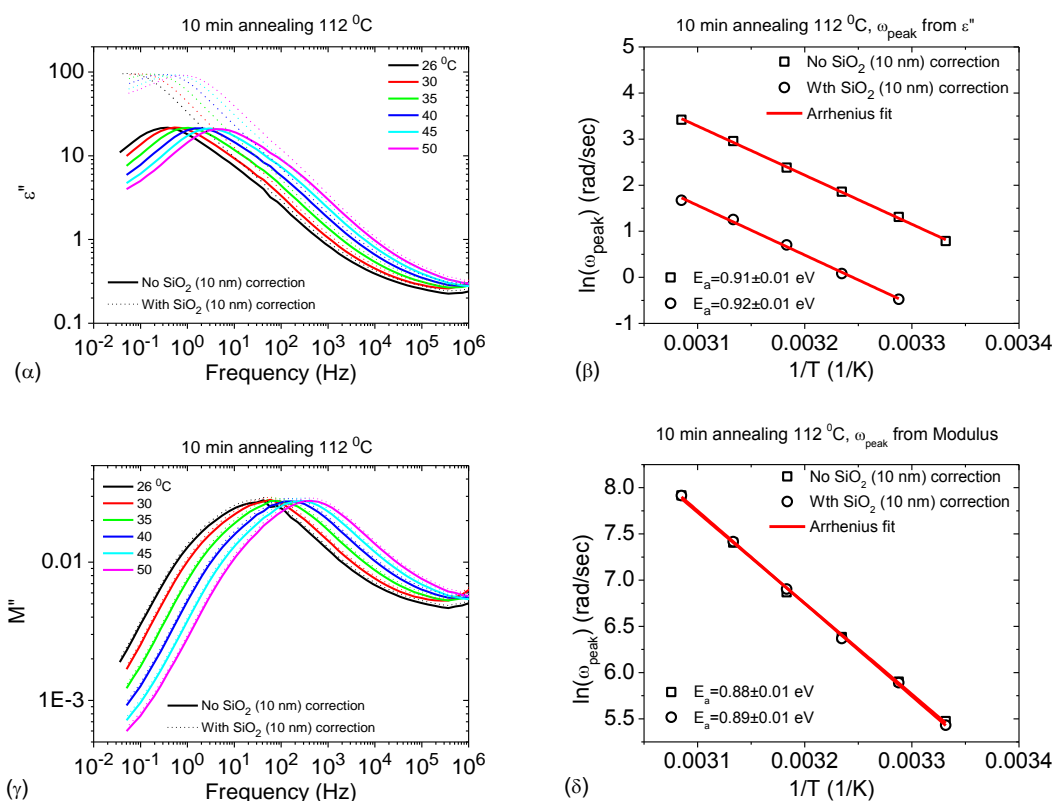 10 min annealing 112 ⁰C
100
10
1
0.1
ε"
26 ⁰C
30
35
40
45
50
No SiO₂ (10 nm) correction
With SiO₂ (10 nm) correction
10⁻² 10⁻¹ 10⁰ 10¹ 10² 10³ 10⁴ 10⁵ 10⁶
Frequency (Hz)
(α)
10 min annealing 112 ⁰C, ω_peak from ε"
5
4
3
2
1
0
-1
ln(ω_peak) (rad/sec)
No SiO₂ (10 nm) correction
Wth SiO₂ (10 nm) correction
Arrhenius fit
E_a=0.91±0.01 eV
E_a=0.92±0.01 eV
0.0031 0.0032 0.0033 0.0034
1/T (1/K)
(β)
10 min annealing 112 ⁰C
0.01
1E-3
M"
26 ⁰C
30
35
40
45
50
No SiO₂ (10 nm) correction
With SiO₂ (10 nm) correction
10⁻² 10⁻¹ 10⁰ 10¹ 10² 10³ 10⁴ 10⁵ 10⁶
Frequency (Hz)
(γ)
10 min annealing 112 ⁰C, ω_peak from Modulus
8.0
7.5
7.0
6.5
6.0
5.5
ln(ω_peak) (rad/sec)
No SiO₂ (10 nm) correction
Wth SiO₂ (10 nm) correction
Arrhenius fit
E_a=0.88±0.01 eV
E_a=0.89±0.01 eV
0.0031 0.0032 0.0033 0.0034
1/T (1/K)
(δ)